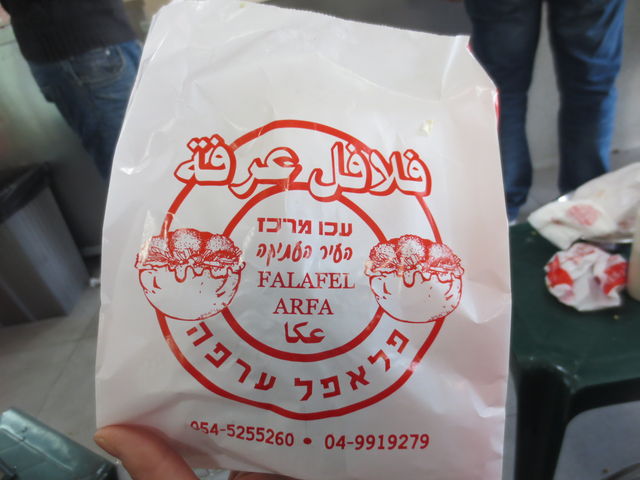 فلافل عرفة
עכו מרכז
העיר העתיקה
FALAFEL
ARFA
عكا
פלאפל ערפה
054-5255260 • 04-9919279